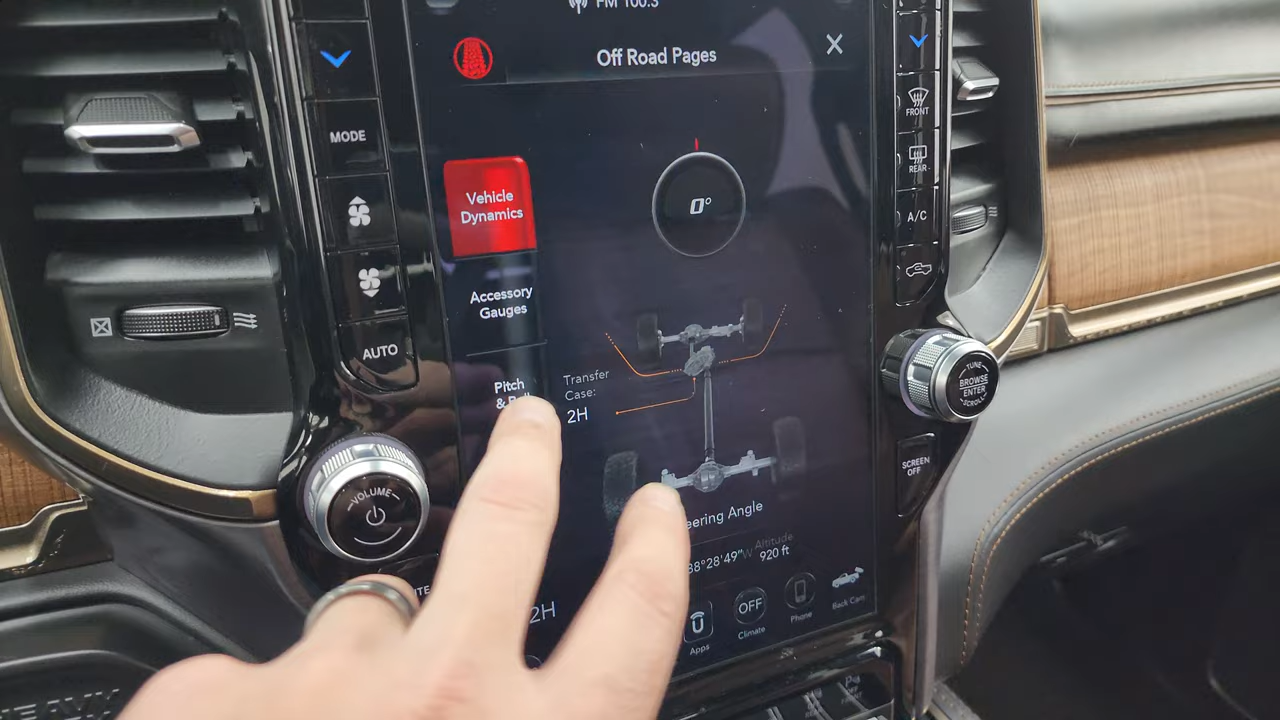 FM 100.3
Off Road Pages
MODE
AUTO
VOLUME
Vehicle
Dynamics
Accessory
Gauges
Pitch
0°
Transfer
Case:
2H
eering Angle
Altitude
88°28'49"W
920 ft
2H
Apps
OFF
Climate
Phone
Back Cam
FRONT
REAR
A/C
TUNE
BROWSE
ENTER
SCROLL
SCREEN
OFF
HEAVY